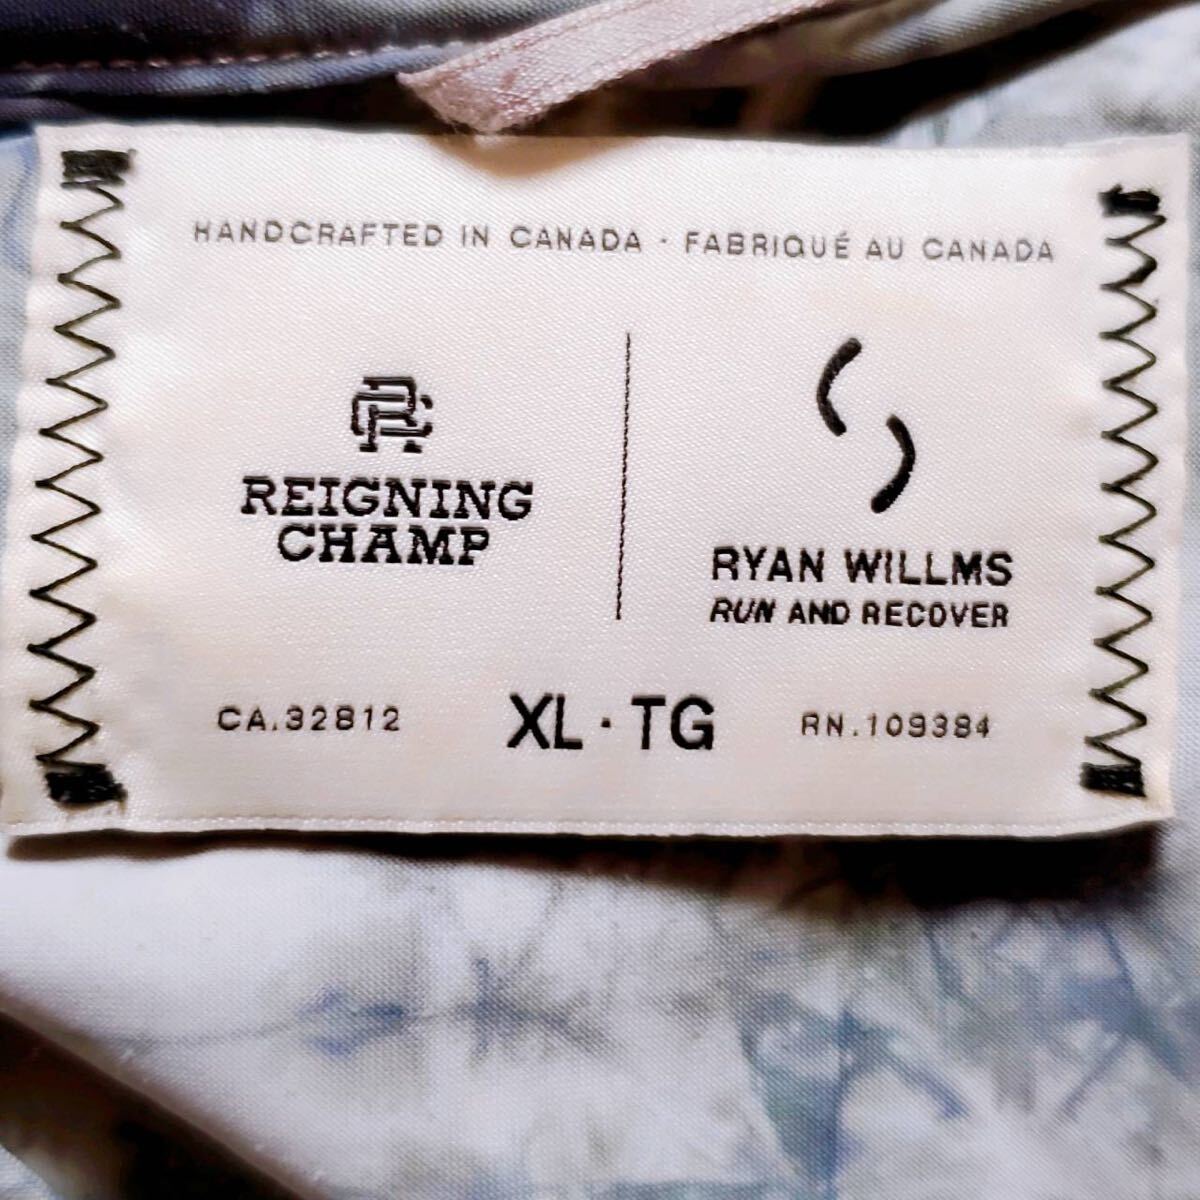 HANDCRAFTED IN CANADA · FABRIQUÉ AU CANADA
RC
REIGNING
CHAMP
RYAN WILLMS
RUN AND RECOVER
CA.32812
XL · TG
RN.109384